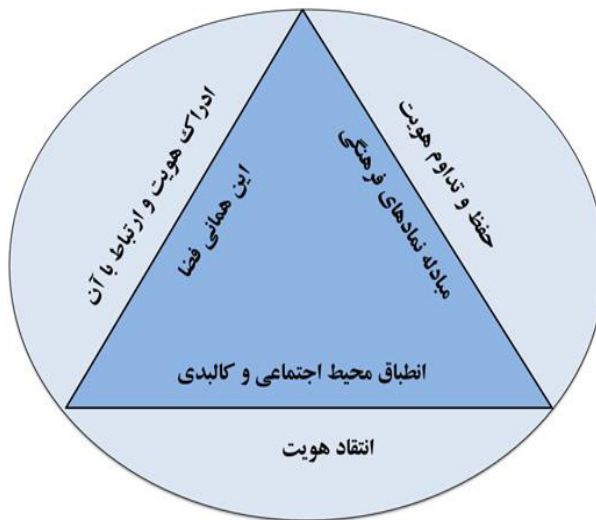 حفظ و تداوم هویت
مبادله نمادهای فرهنگی
ادراک هویت و ارتباط با آن
این همانی فضا
انطباق محیط اجتماعی و کالبدی
انتقاد هویت